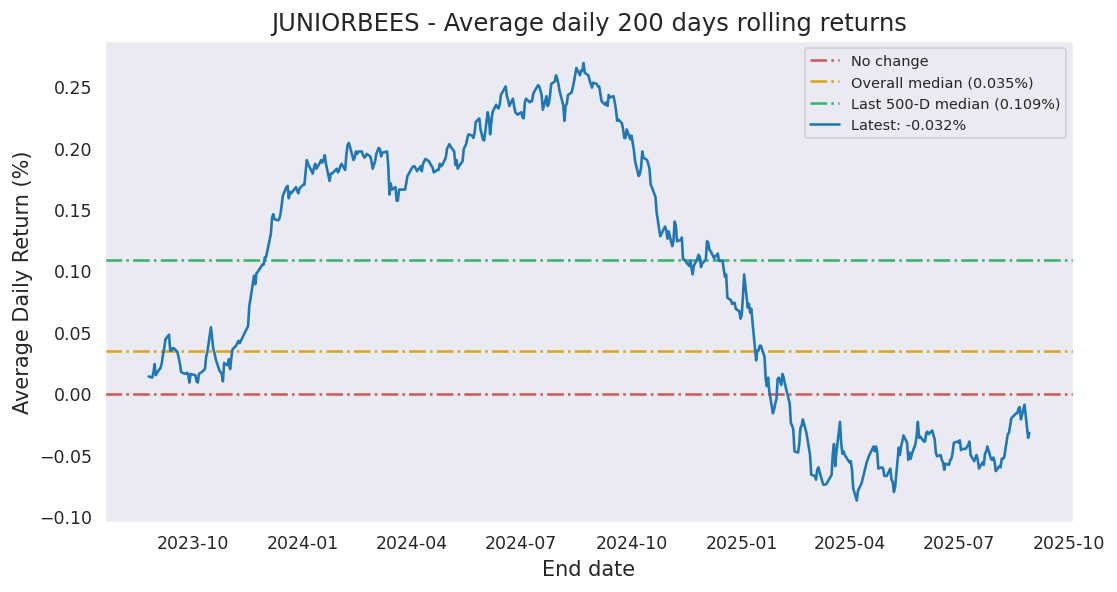 JUNIORBEES - Average daily 200 days rolling returns
No change
Overall median (0.035%)
Last 500-D median (0.109%)
Latest: -0.032%
Average Daily Return (%)
0.25
0.20
0.15
0.10
0.05
0.00
−0.05
−0.10
2023-10 2024-01 2024-04 2024-07 2024-10 2025-01 2025-04 2025-07 2025-10
End date